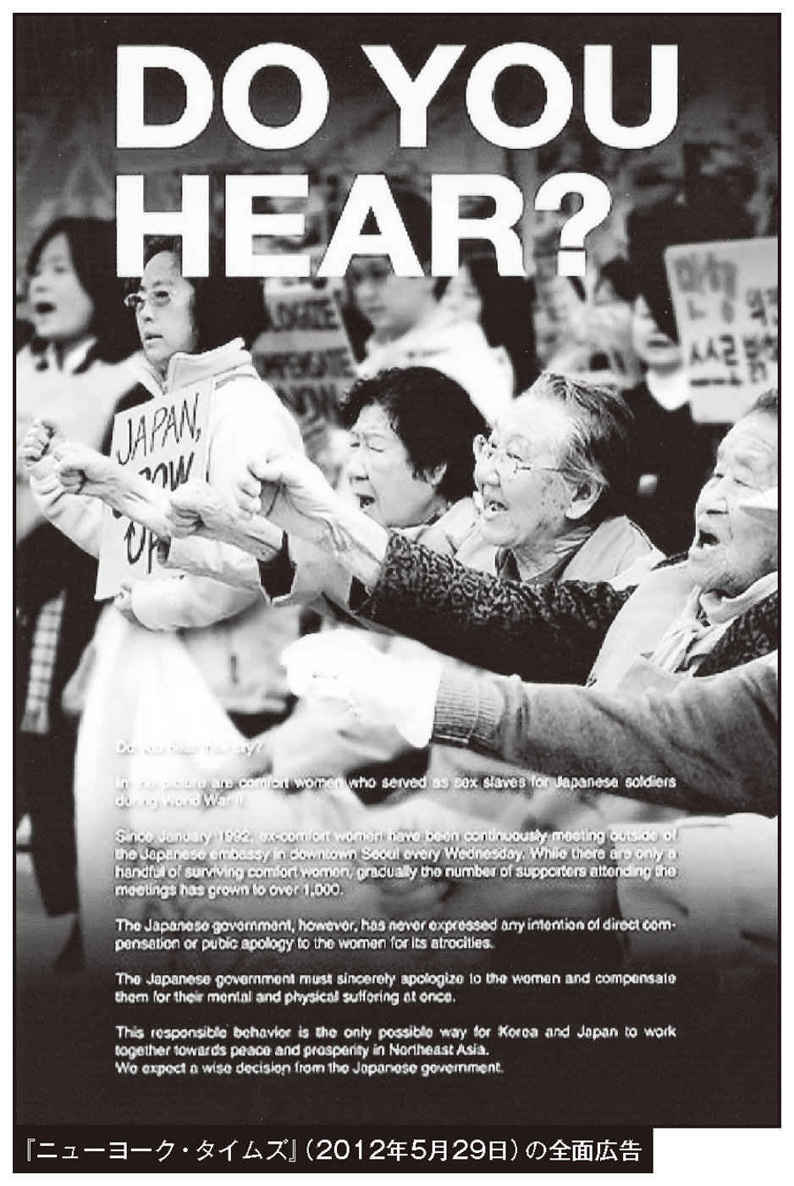 DO YOU
HEAR?
LOGIZE
JAPAN,
UP
In the picture are comfort women who served as sex slaves for Japanese soldiers
during World War II.
Since January 1992, ex-comfort women have been continuously meeting outside of
the Japanese embassy in downtown Seoul every Wednesday. While there are only a
handful of surviving comfort women, gradually the number of supporters attending the
meetings has grown to over 1,000.
The Japanese government, however, has never expressed any intention of direct com-
pensation or pubic apology to the women for its atrocities.
The Japanese government must sincerely apologize to the women and compensate
them for their mental and physical suffering at once.
This responsible behavior is the only possible way for Korea and Japan to work
together towards peace and prosperity in Northeast Asia.
We expect a wise decision from the Japanese government.
『ニューヨーク・タイムズ』(2012年5月29日)の全面広告